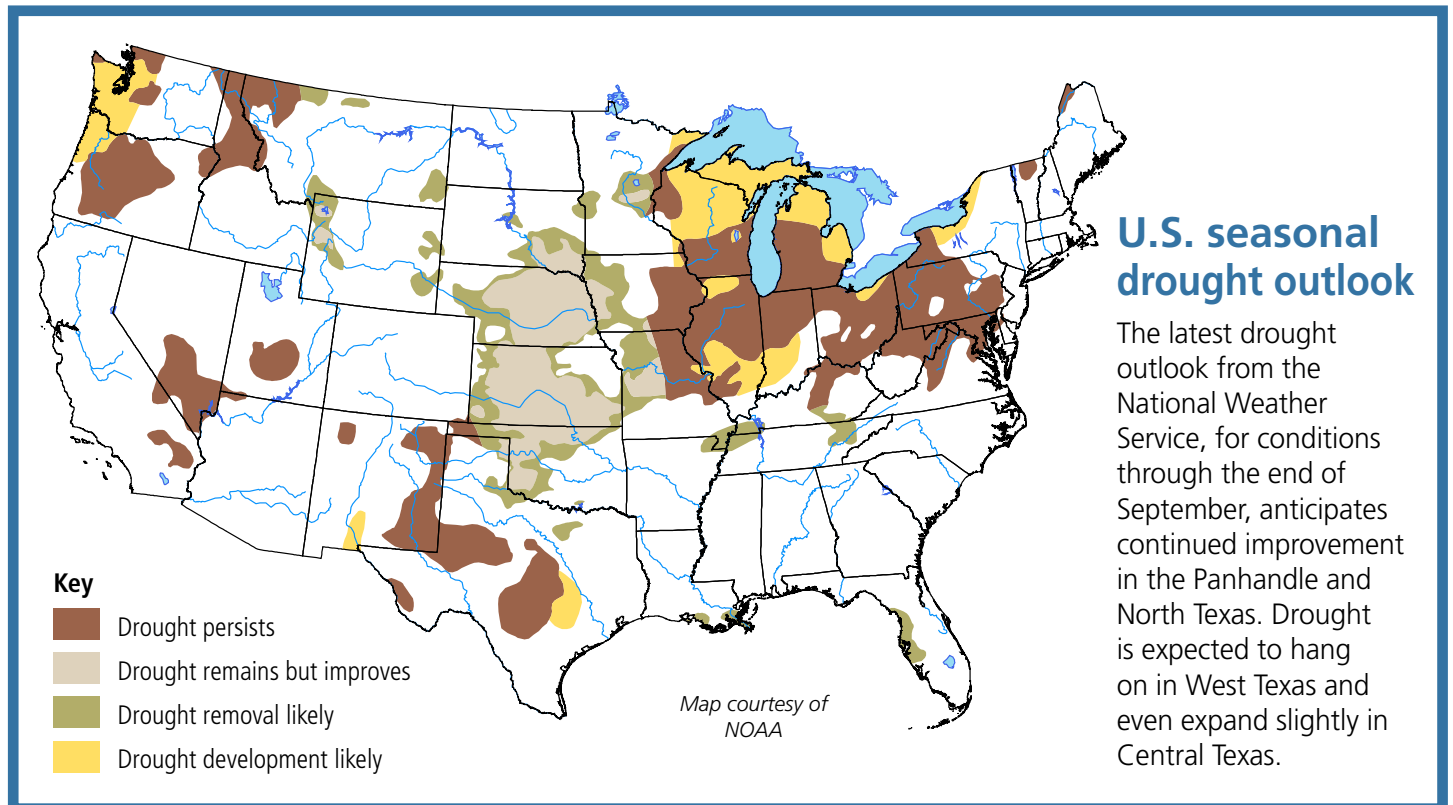 U.S. seasonal
drought outlook
The latest drought
outlook from the
National Weather
Service, for conditions
through the end of
September, anticipates
continued improvement
in the Panhandle and
North Texas. Drought
is expected to hang
on in West Texas and
even expand slightly in
Central Texas.
Key
Drought persists
Drought remains but improves
Drought removal likely
Drought development likely
Map courtesy of
NOAA